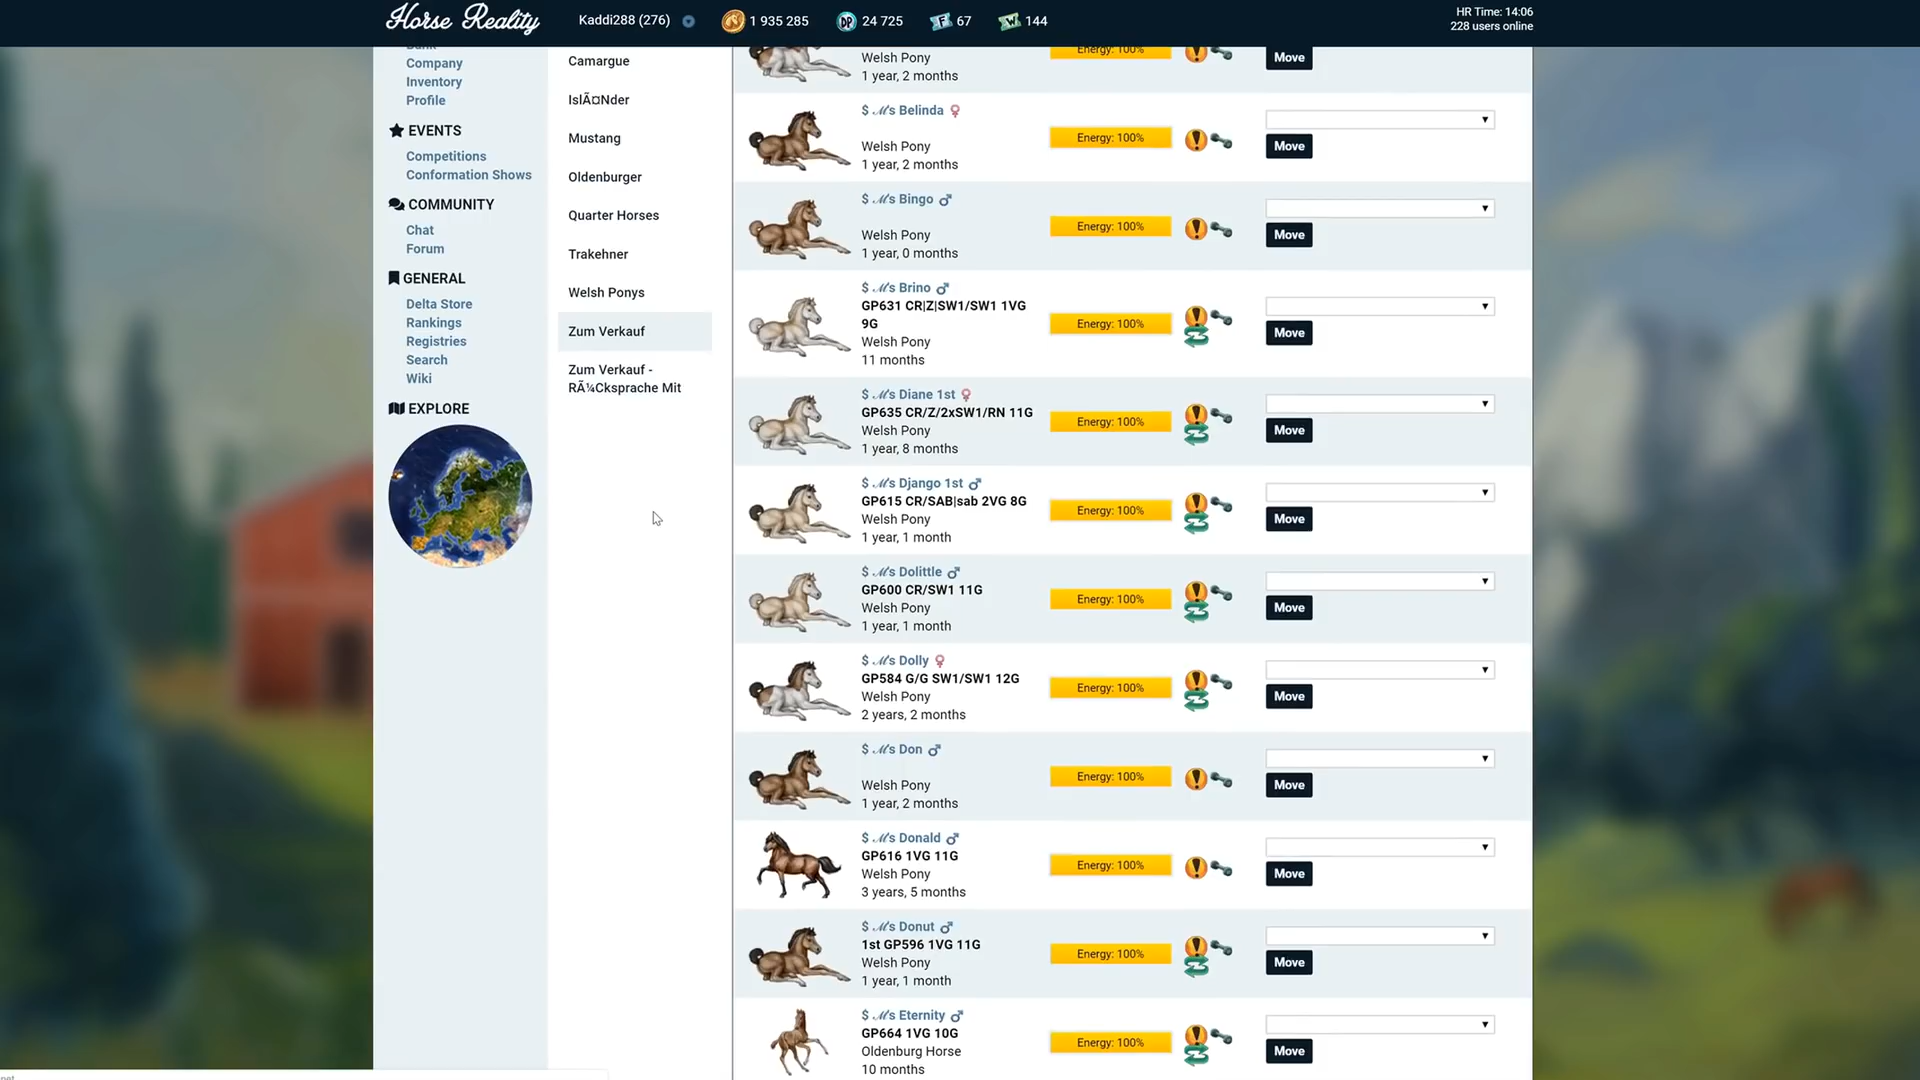 Horse Reality
Kaddi288 (276)
1 935 285
DP
24 725
F
67
W
144
HR Time: 14:06
228 users online
Company
Inventory
Profile
EVENTS
Competitions
Conformation Shows
COMMUNITY
Chat
Forum
GENERAL
Delta Store
Rankings
Registries
Search
Wiki
EXPLORE
Camargue
IslÃ¤Nder
Mustang
Oldenburger
Quarter Horses
Trakehner
Welsh Ponys
Zum Verkauf
Zum Verkauf -
RÃ¼Cksprache Mit
Welsh Pony
1 year, 2 months
Energy: 100%
Move
$ ℳ's Belinda ♀
Welsh Pony
1 year, 2 months
Energy: 100%
Move
$ ℳ's Bingo ♂
Welsh Pony
1 year, 0 months
Energy: 100%
Move
$ ℳ's Brino ♂
GP631 CR|Z|SW1/SW1 1VG
9G
Welsh Pony
11 months
Energy: 100%
Move
$ ℳ's Diane 1st ♀
GP635 CR/Z/2xSW1/RN 11G
Welsh Pony
1 year, 8 months
Energy: 100%
Move
$ ℳ's Django 1st ♂
GP615 CR/SAB|sab 2VG 8G
Welsh Pony
1 year, 1 month
Energy: 100%
Move
$ ℳ's Dolittle ♂
GP600 CR/SW1 11G
Welsh Pony
1 year, 1 month
Energy: 100%
Move
$ ℳ's Dolly ♀
GP584 G/G SW1/SW1 12G
Welsh Pony
2 years, 2 months
Energy: 100%
Move
$ ℳ's Don ♂
Welsh Pony
1 year, 2 months
Energy: 100%
Move
$ ℳ's Donald ♂
GP616 1VG 11G
Welsh Pony
3 years, 5 months
Energy: 100%
Move
$ ℳ's Donut ♂
1st GP596 1VG 11G
Welsh Pony
1 year, 1 month
Energy: 100%
Move
$ ℳ's Eternity ♂
GP664 1VG 10G
Oldenburg Horse
10 months
Energy: 100%
Move